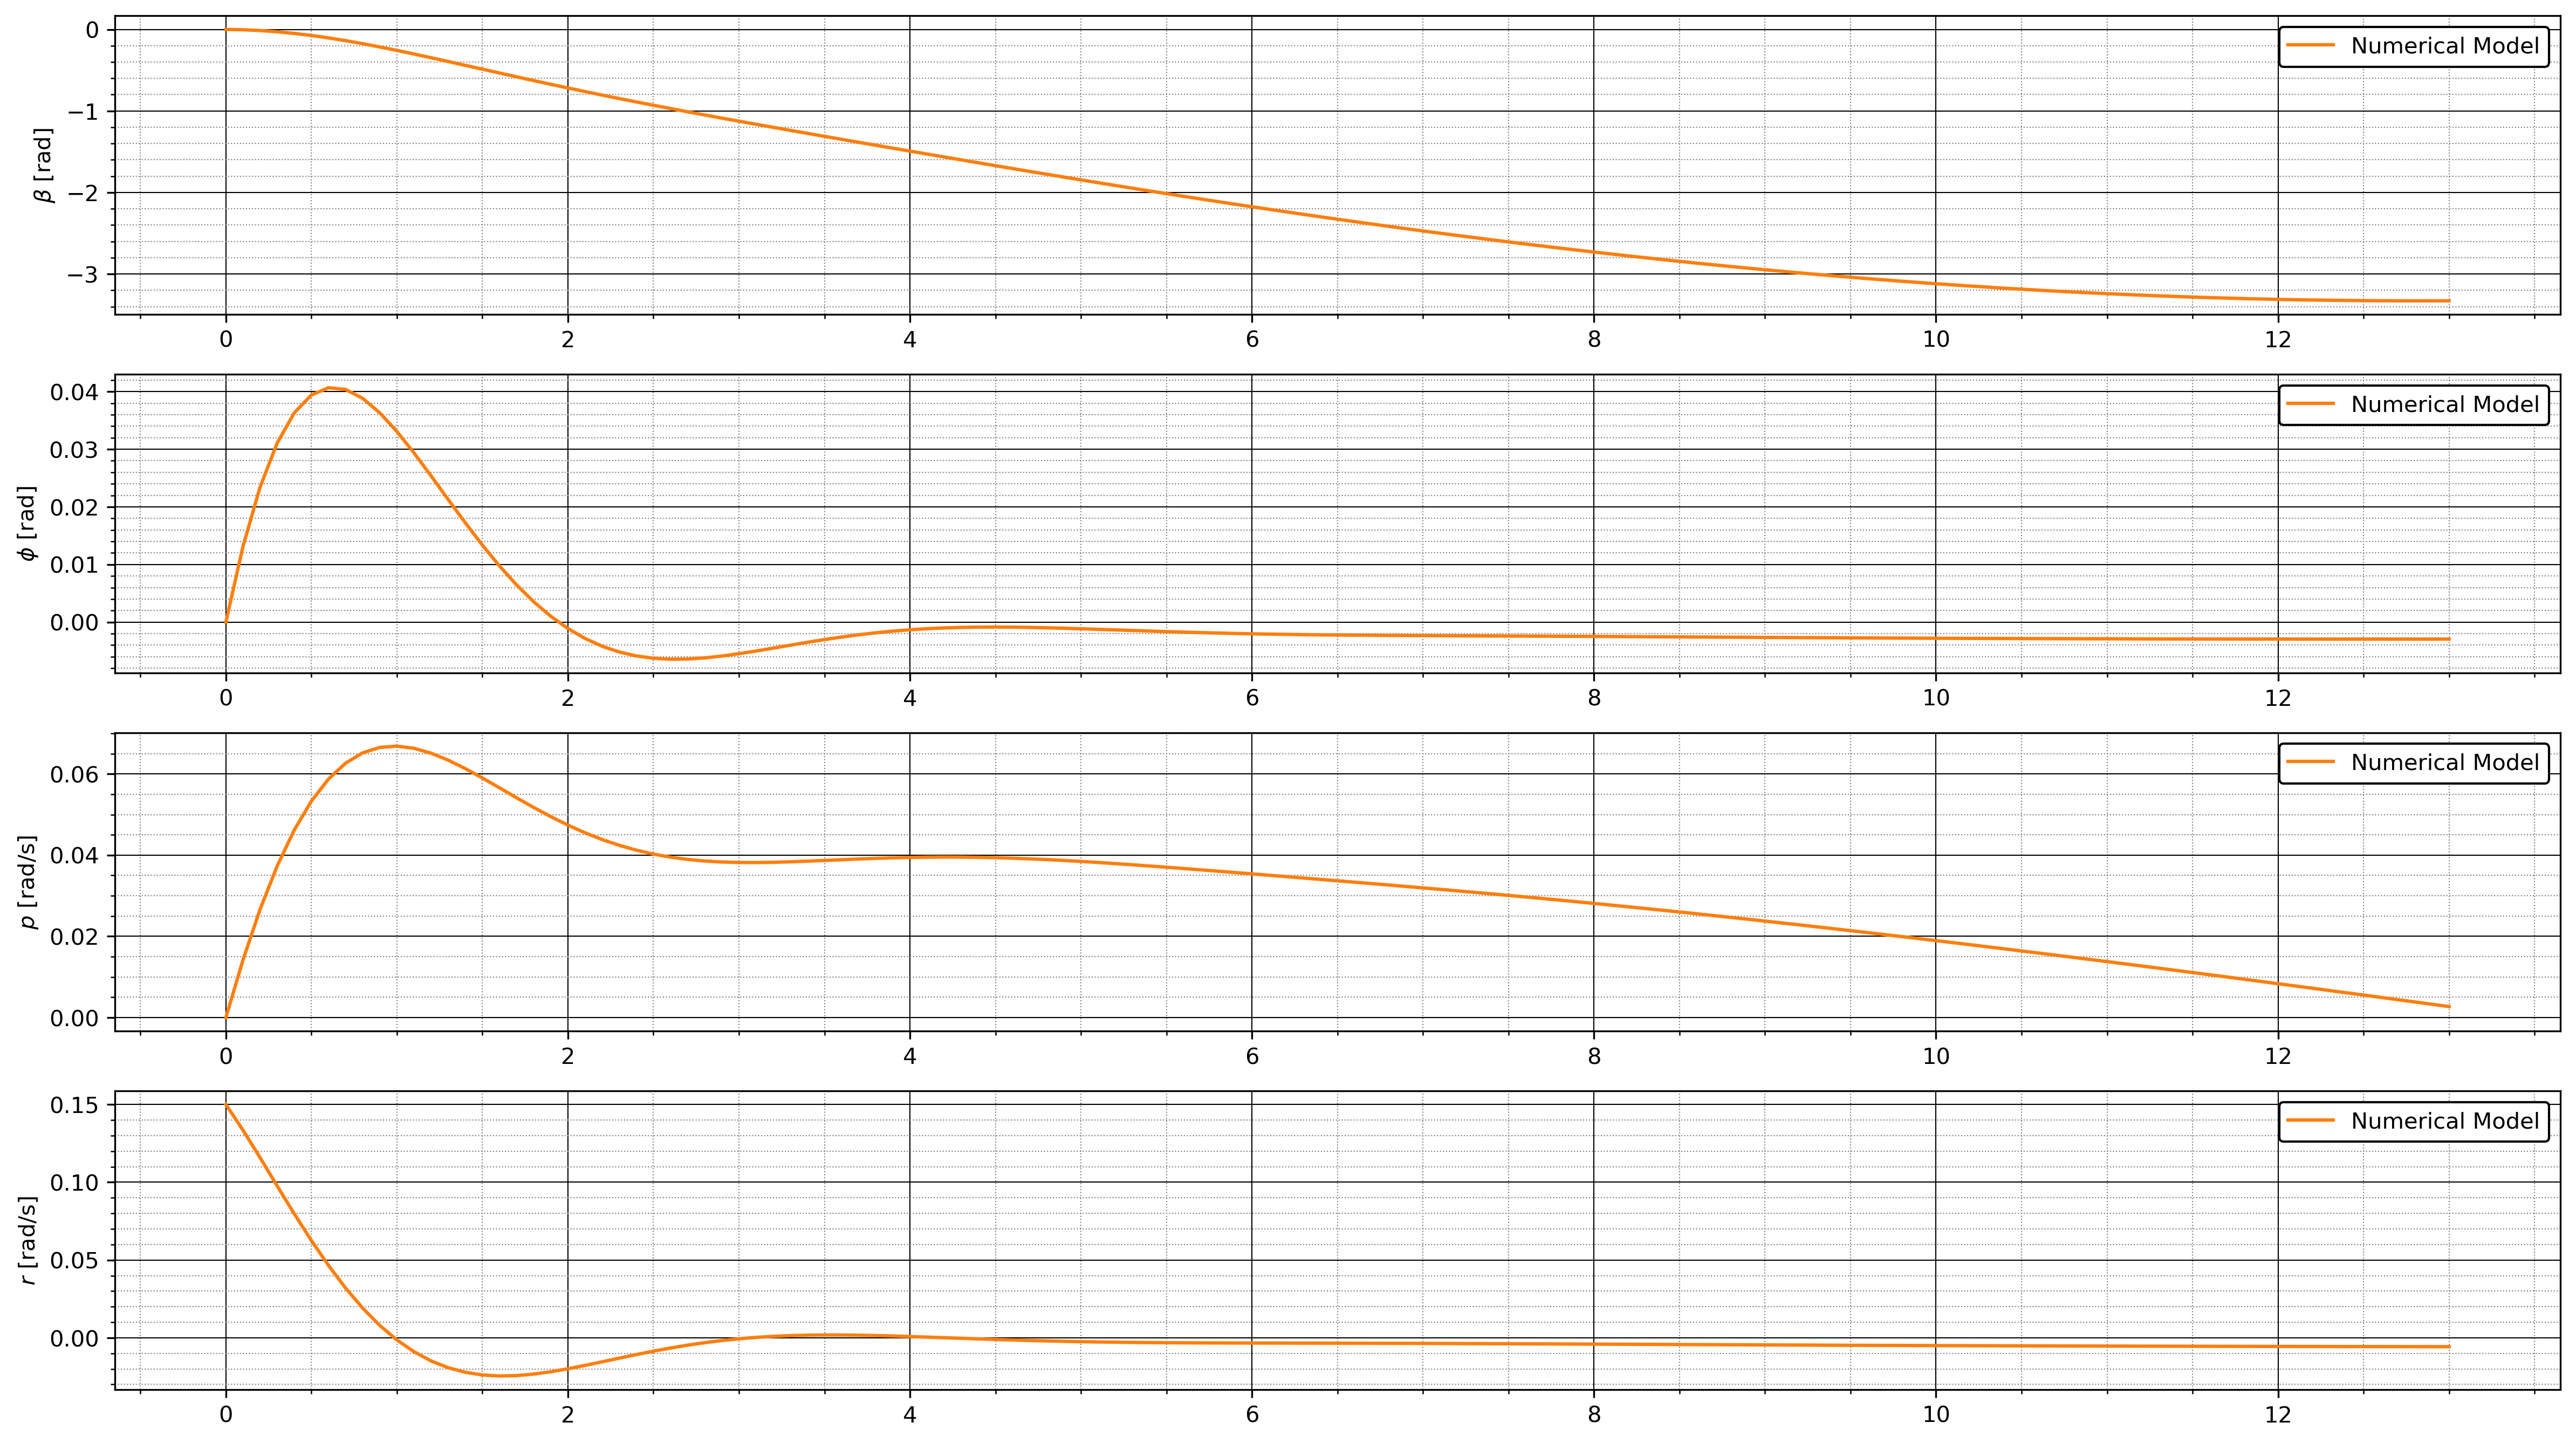 0
−1
−2
−3
β [rad]
Numerical Model
0 2 4 6 8 10 12
0.04
0.03
0.02
0.01
0.00
ϕ [rad]
Numerical Model
0 2 4 6 8 10 12
0.06
0.04
0.02
0.00
p [rad/s]
Numerical Model
0 2 4 6 8 10 12
0.15
0.10
0.05
0.00
r [rad/s]
Numerical Model
0 2 4 6 8 10 12